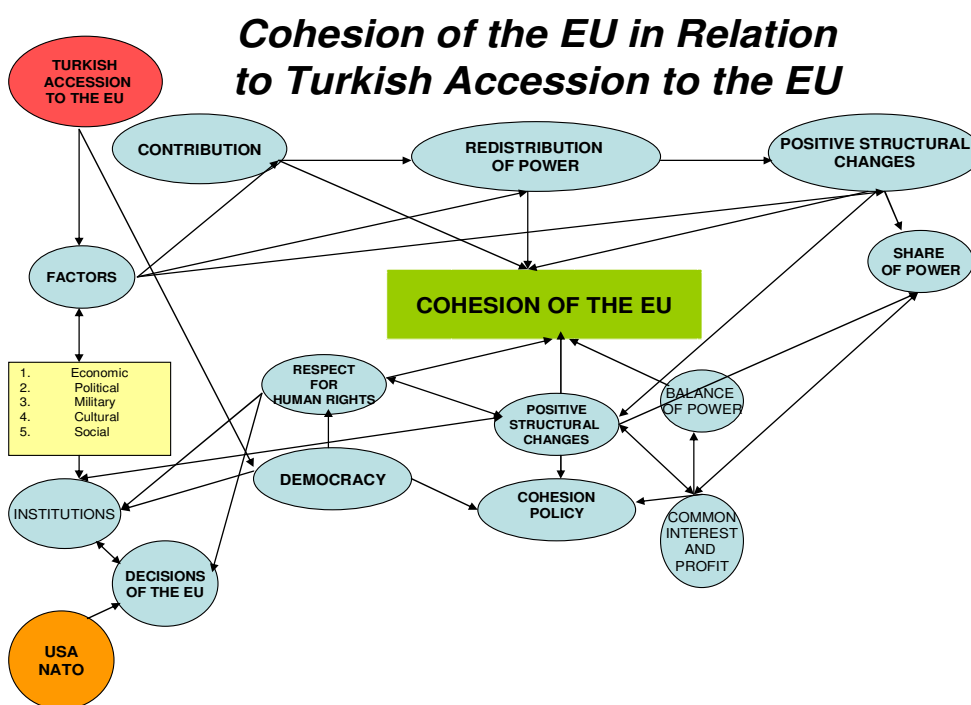 Cohesion of the EU in Relation
to Turkish Accession to the EU
TURKISH
ACCESSION
TO THE EU
CONTRIBUTION
REDISTRIBUTION
OF POWER
POSITIVE STRUCTURAL
CHANGES
FACTORS
SHARE
OF POWER
COHESION OF THE EU
1. Economic
2. Political
3. Military
4. Cultural
5. Social
RESPECT
FOR
HUMAN RIGHTS
BALANCE
OF POWER
POSITIVE
STRUCTURAL
CHANGES
DEMOCRACY
INSTITUTIONS
COHESION
POLICY
COMMON
INTEREST
AND
PROFIT
DECISIONS
OF THE EU
USA
NATO